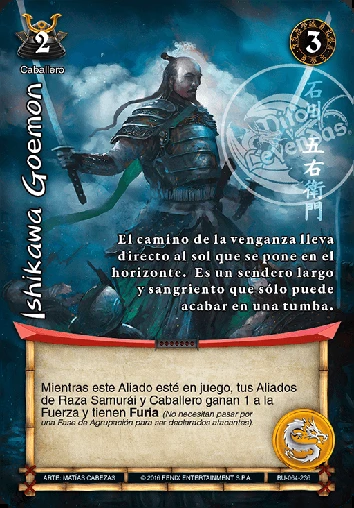 2
Caballero
3
Ishikawa Goemon
石川五右衛門
Mitos y Leyendas
El camino de la venganza lleva
directo al sol que se pone en el
horizonte. Es un sendero largo
y sangriento que sólo puede
acabar en una tumba.
Mientras este Aliado esté en juego, tus Aliados
de Raza Samurái y Caballero ganan 1 a la
Fuerza y tienen Furia (No necesitan pasar por
una Fase de Agrupación para ser declarados atacantes).
ARTE: MATÍAS CABEZAS
© 2016 FENIX ENTERTAINMENT S.P.A.